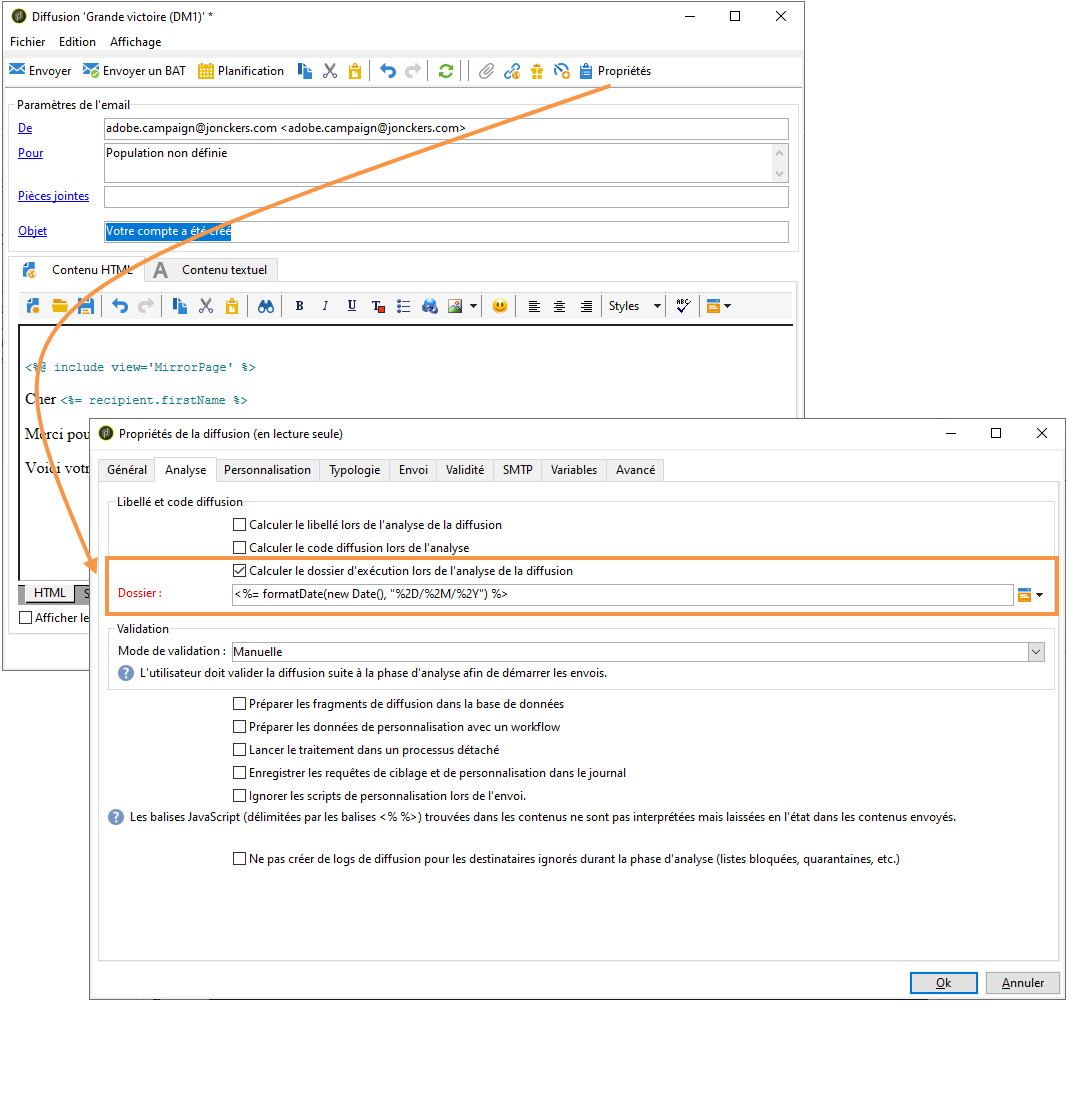 Diffusion 'Grande victoire (DM1)' *
Fichier Edition Affichage
Envoyer Envoyer un BAT Planification Propriétés
Paramètres de l'email
De adobe.campaign@jonckers.com <adobe.campaign@jonckers.com>
Pour Population non définie
Pièces jointes
Objet Votre compte a été créé
Contenu HTML A Contenu textuel
B I U T Styles ABC
<%@ include view='MirrorPage' %>
Cher <%= recipient.firstName %>
Merci pou
Voici votr
HTML S
Afficher le
Propriétés de la diffusion (en lecture seule)
Général Analyse Personnalisation Typologie Envoi Validité SMTP Variables Avancé
Libellé et code diffusion
Calculer le libellé lors de l'analyse de la diffusion
Calculer le code diffusion lors de l'analyse
Calculer le dossier d'exécution lors de l'analyse de la diffusion
Dossier : <%= formatDate(new Date(), "%2D/%2M/%2Y") %>
Validation
Mode de validation : Manuelle
? L'utilisateur doit valider la diffusion suite à la phase d'analyse afin de démarrer les envois.
Préparer les fragments de diffusion dans la base de données
Préparer les données de personnalisation avec un workflow
Lancer le traitement dans un processus détaché
Enregistrer les requêtes de ciblage et de personnalisation dans le journal
Ignorer les scripts de personnalisation lors de l'envoi.
? Les balises JavaScript (délimitées par les balises <% %>) trouvées dans les contenus ne sont pas interprétées mais laissées en l'état dans les contenus envoyés.
Ne pas créer de logs de diffusion pour les destinataires ignorés durant la phase d'analyse (listes bloquées, quarantaines, etc.)
Ok Annuler